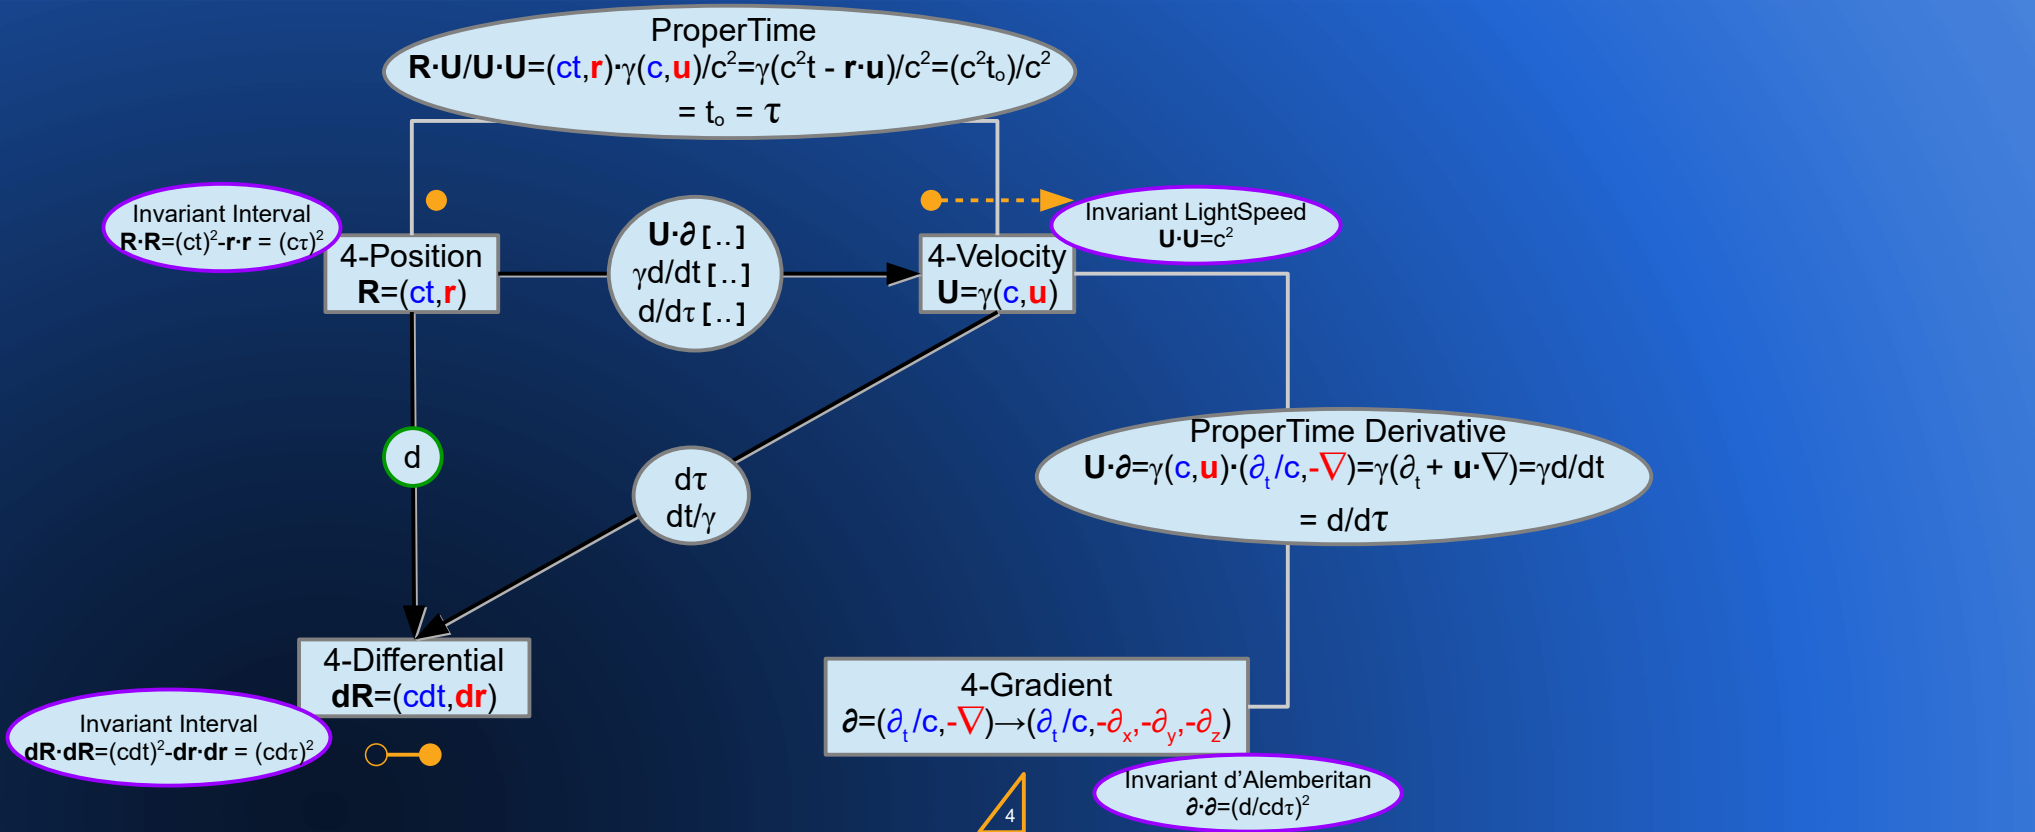 ProperTime
R·U/U·U=(ct,r)·γ(c,u)/c²=γ(c²t - r·u)/c²=(c²tₒ)/c²
= tₒ = τ
Invariant Interval
R·R=(ct)²-r·r = (cτ)²
4-Position
R=(ct,r)
U·∂[..]
γd/dt[..]
d/dτ[..]
Invariant LightSpeed
U·U=c²
4-Velocity
U=γ(c,u)
d
dτ
dt/γ
ProperTime Derivative
U·∂=γ(c,u)·(∂ₜ/c,-∇)=γ(∂ₜ+ u·∇)=γd/dt
= d/dτ
4-Differential
dR=(cdt,dr)
Invariant Interval
dR·dR=(cdt)²-dr·dr = (cdτ)²
4-Gradient
∂=(∂ₜ/c,-∇)→(∂ₜ/c,-∂ₓ,-∂y,-∂z)
Invariant d’Alemberitan
∂·∂=(d/cdτ)²
4